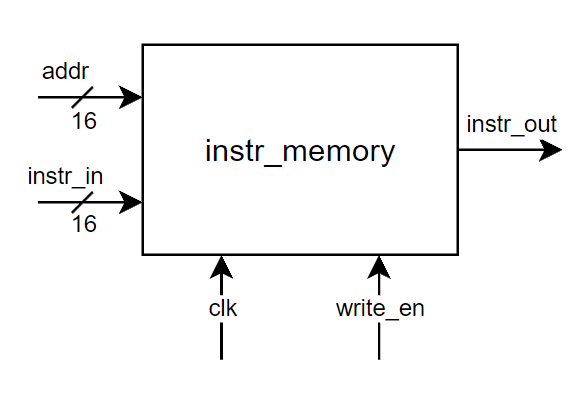 addr
16
instr_in
16
instr_memory
instr_out
clk
write_en